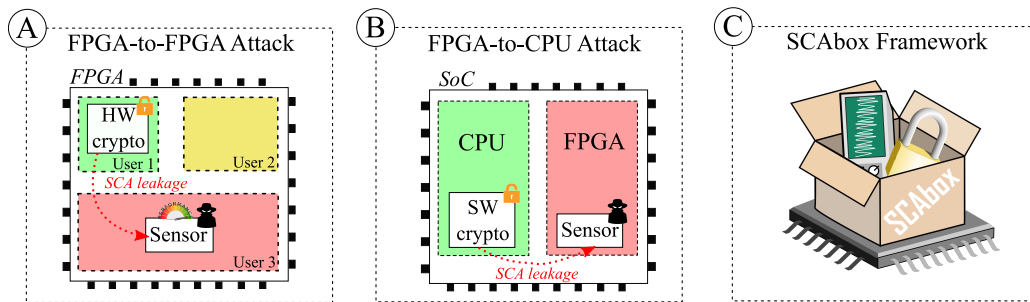 A
FPGA-to-FPGA Attack
FPGA
HW
crypto
User 1
User 2
SCA leakage
PERFORMANCE
Sensor
User 3
B
FPGA-to-CPU Attack
SoC
CPU
FPGA
SW
crypto
Sensor
SCA leakage
C
SCAbox Framework
SCAbox